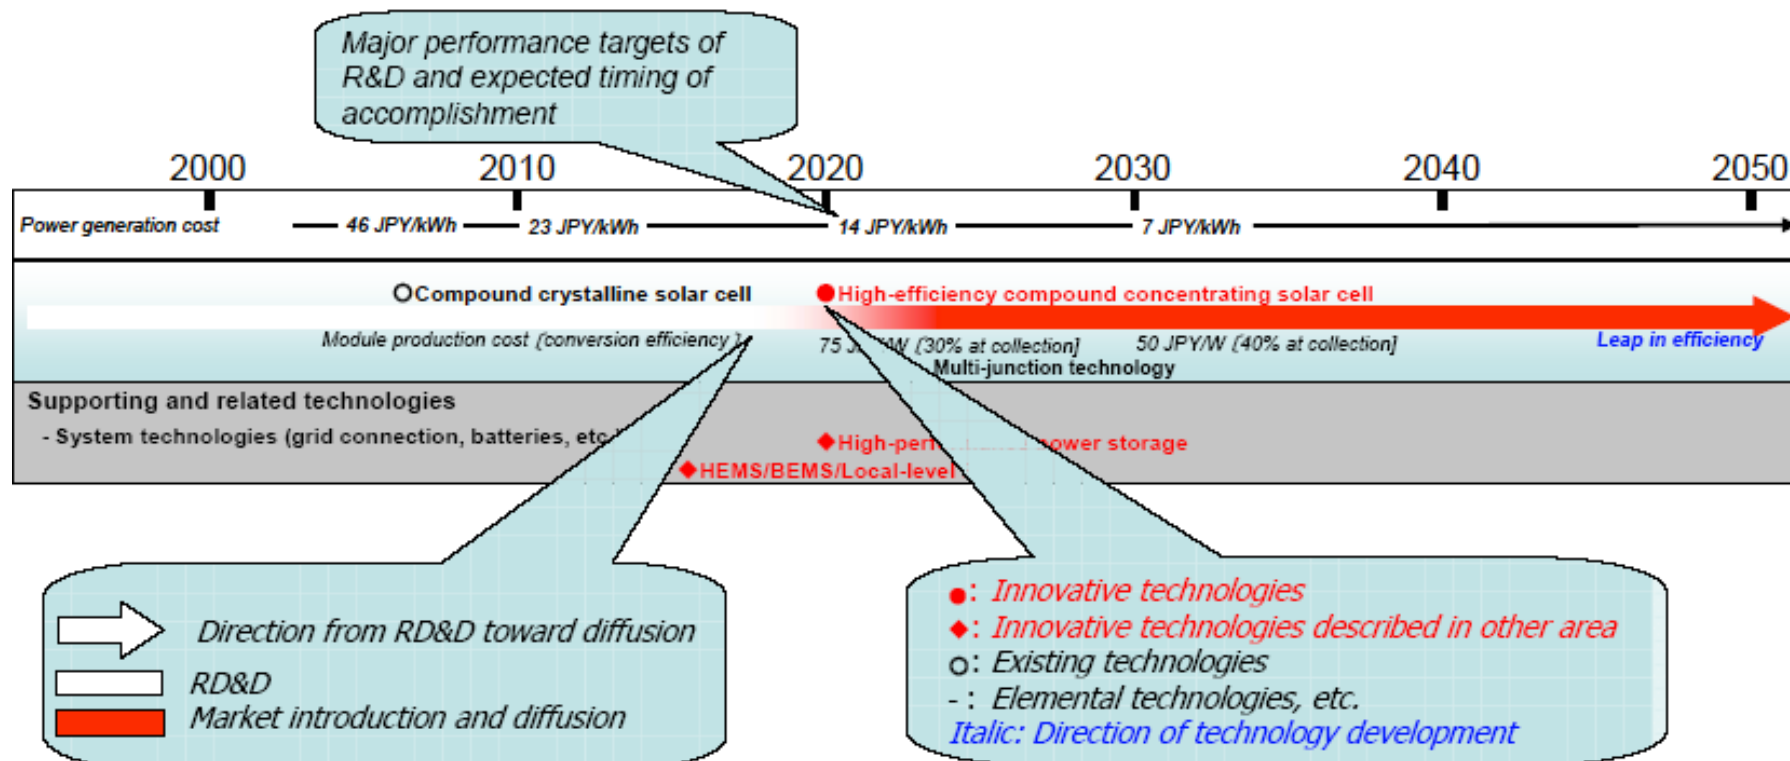 Major performance targets of
R&D and expected timing of
accomplishment
2000 2010 2020 2030 2040 2050
Power generation cost 46 JPY/kWh 23 JPY/kWh 14 JPY/kWh 7 JPY/kWh
Compound crystalline solar cell High-efficiency compound concentrating solar cell
Module production cost [conversion efficiency ] 75 JPY/W [30% at collection] 50 JPY/W [40% at collection] Leap in efficiency
Multi-junction technology
Supporting and related technologies
- System technologies (grid connection, batteries, etc.) High-perf power storage
HEMS/BEMS/Local-level
Direction from RD&D toward diffusion
RD&D
Market introduction and diffusion
●: Innovative technologies
◆: Innovative technologies described in other area
○: Existing technologies
- : Elemental technologies, etc.
Italic: Direction of technology development